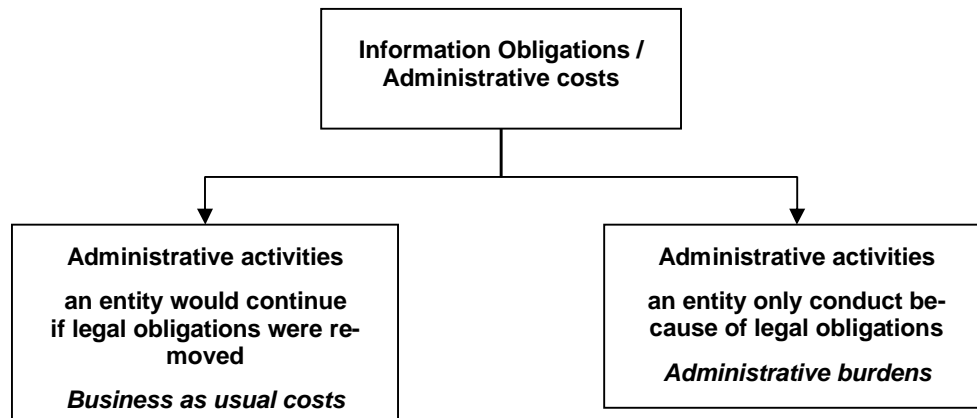 Information Obligations /
Administrative costs
Administrative activities
an entity would continue
if legal obligations were re-
moved
Business as usual costs
Administrative activities
an entity only conduct be-
cause of legal obligations
Administrative burdens